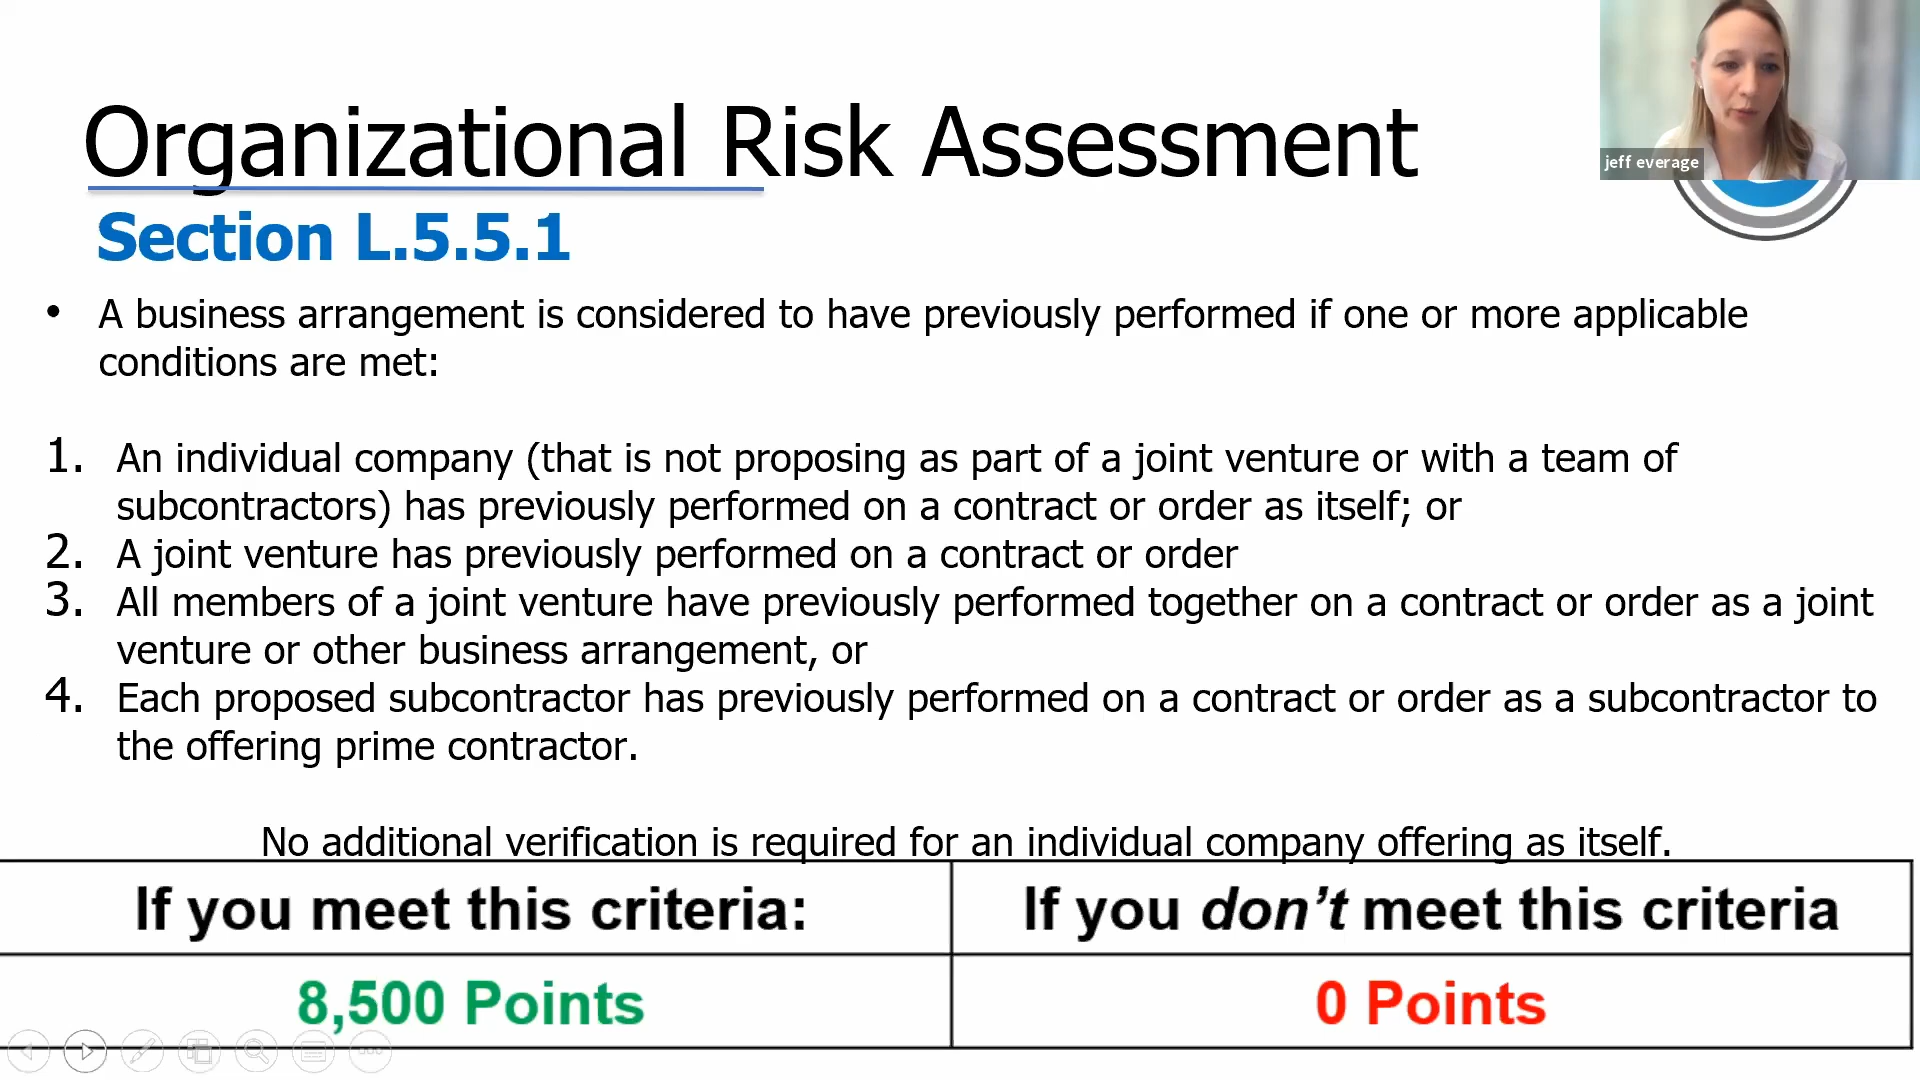 Organizational Risk Assessment
jeff everage
Section L.5.5.1
• A business arrangement is considered to have previously performed if one or more applicable
conditions are met:
1. An individual company (that is not proposing as part of a joint venture or with a team of
subcontractors) has previously performed on a contract or order as itself; or
2. A joint venture has previously performed on a contract or order
3. All members of a joint venture have previously performed together on a contract or order as a joint
venture or other business arrangement, or
4. Each proposed subcontractor has previously performed on a contract or order as a subcontractor to
the offering prime contractor.
No additional verification is required for an individual company offering as itself.
If you meet this criteria:
If you don’t meet this criteria
8,500 Points
0 Points